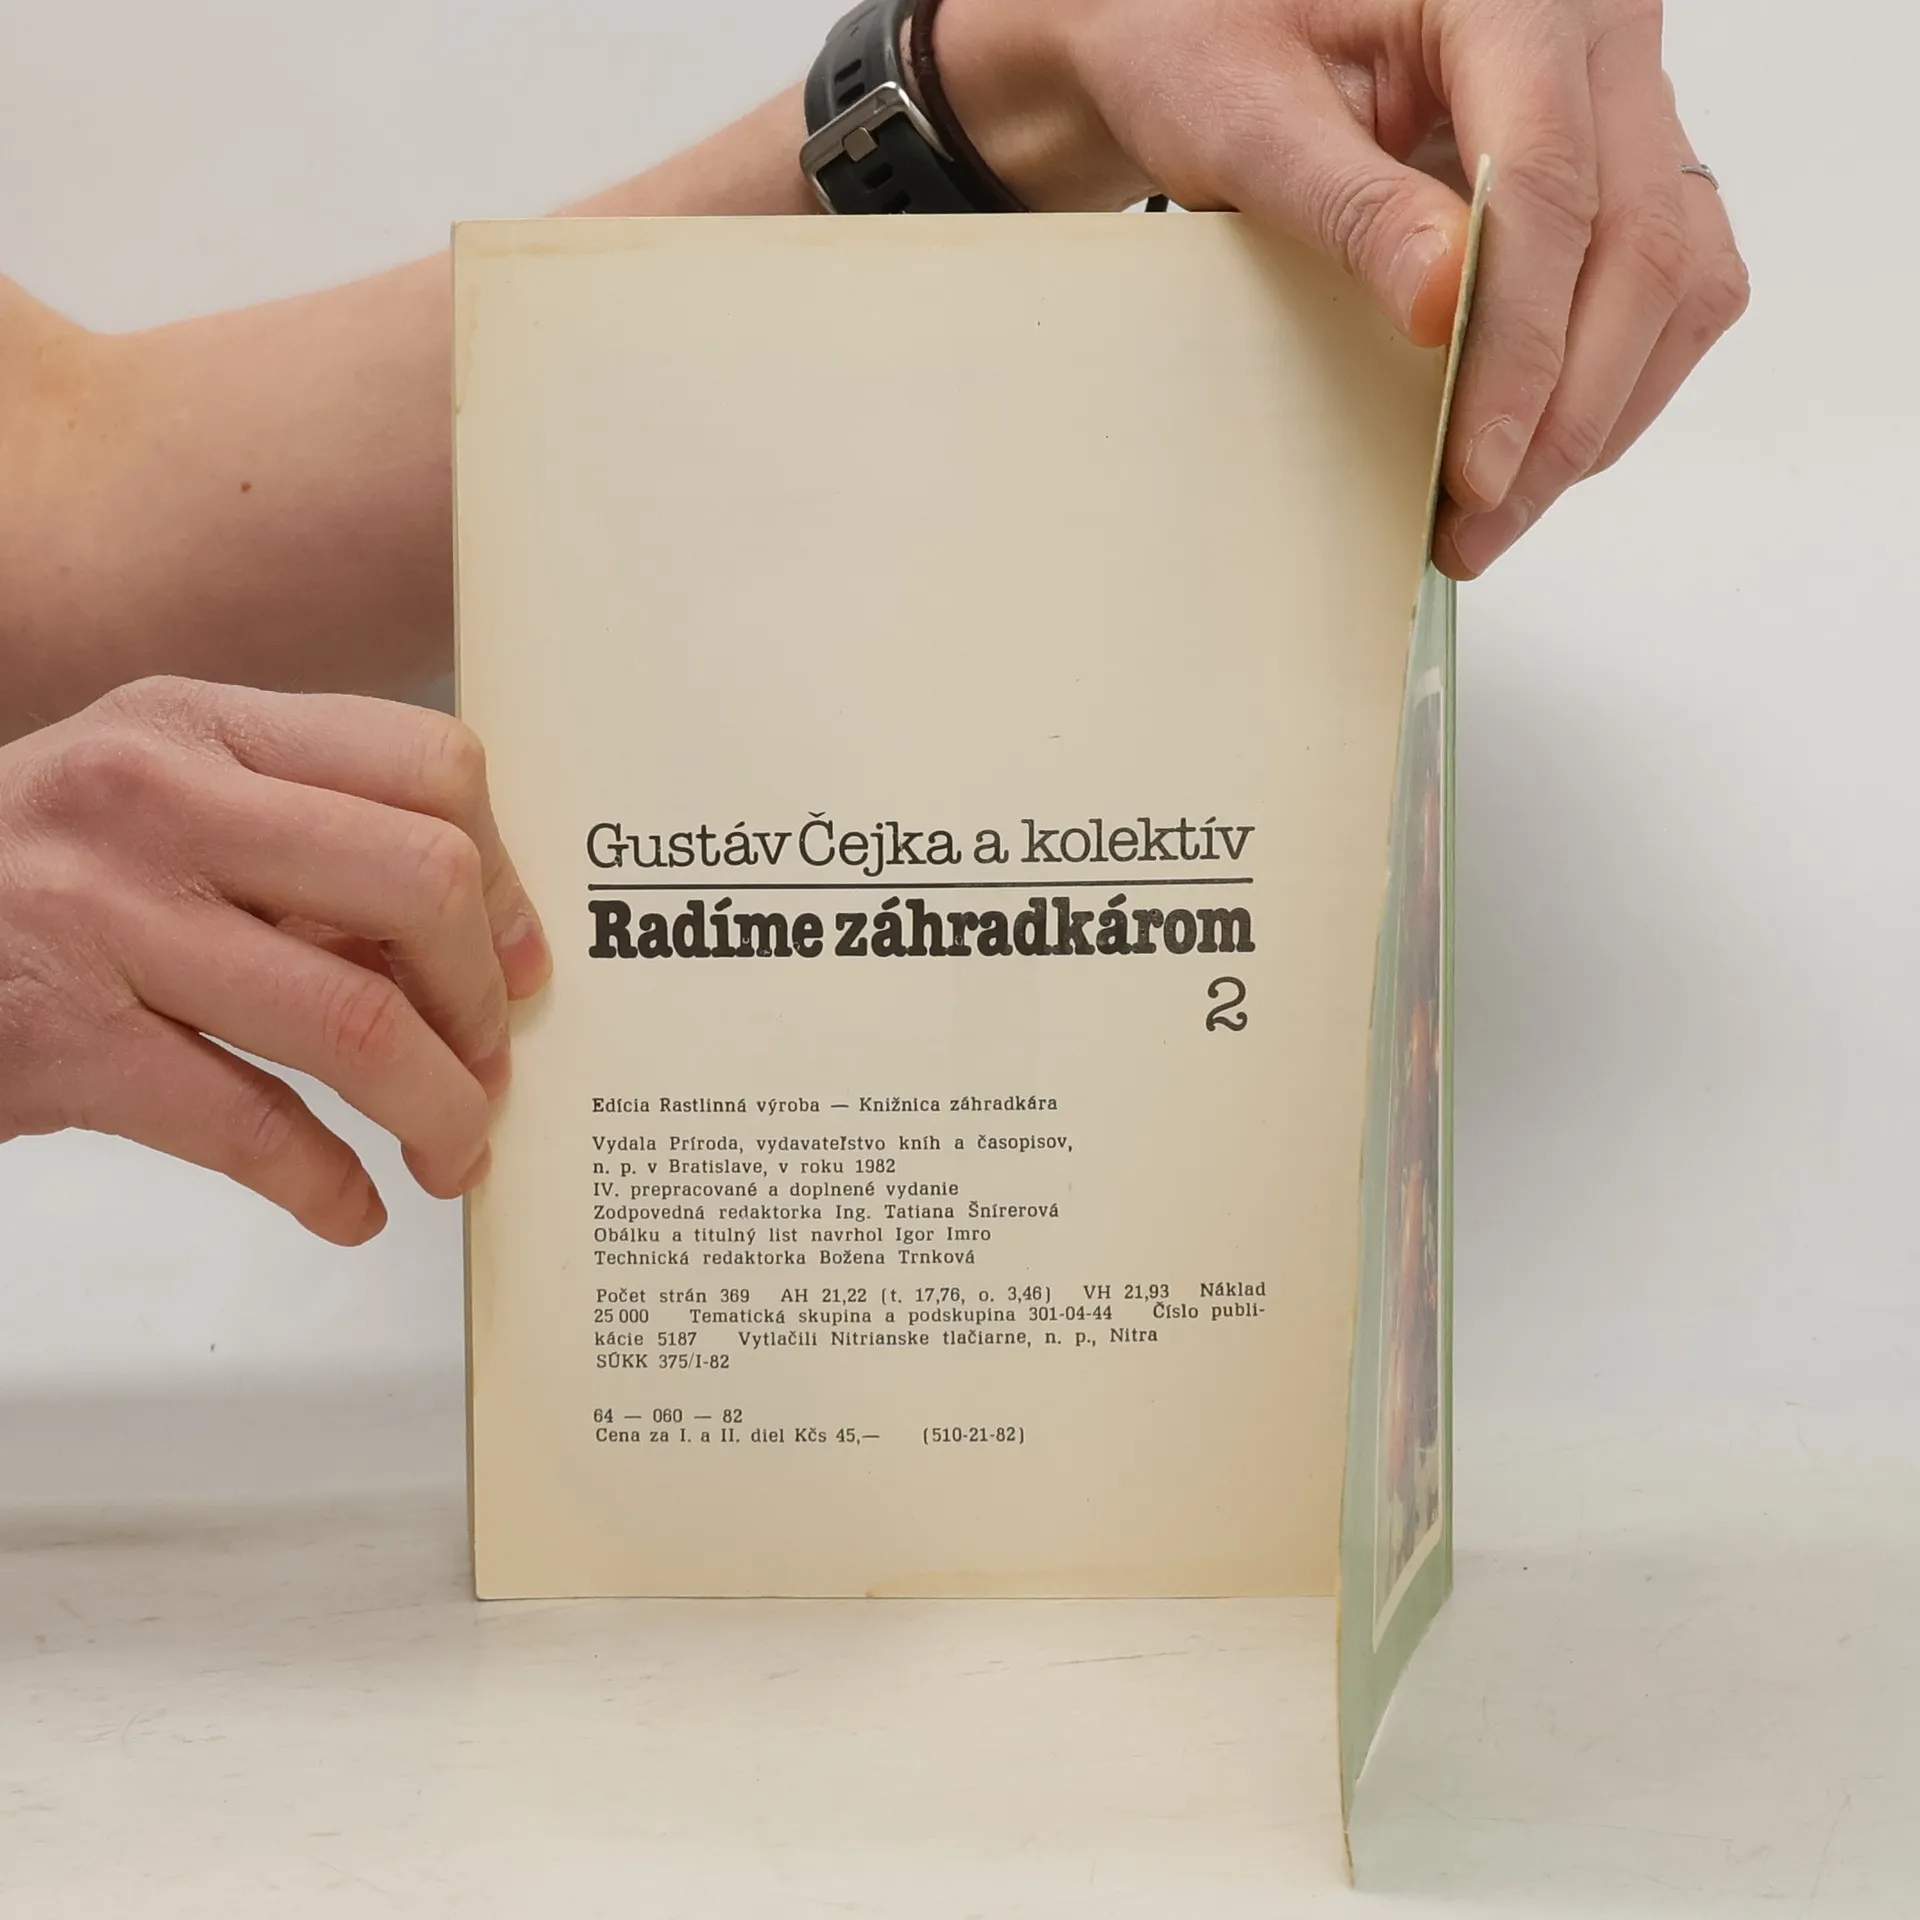 Gustáv Čejka a kolektív
Radíme záhradkárom
2
Edícia Rastlinná výroba — Knižnica záhradkára
Vydala Príroda, vydavateľstvo kníh a časopisov,
n. p. v Bratislave, v roku 1982
IV. prepracované a doplnené vydanie
Zodpovedná redaktorka Ing. Tatiana Šnírerová
Obálku a titulný list navrhol Igor Imro
Technická redaktorka Božena Trnková
Počet strán 369 AH 21,22 (t. 17,76, o. 3,46) VH 21,93 Náklad
25 000 Tematická skupina a podskupina 301-04-44 Číslo publi-
kácie 5187 Vytlačili Nitrianske tlačiarne, n. p., Nitra
SÚKK 375/I-82
64 — 060 — 82
Cena za I. a II. diel Kčs 45,— (510-21-82)